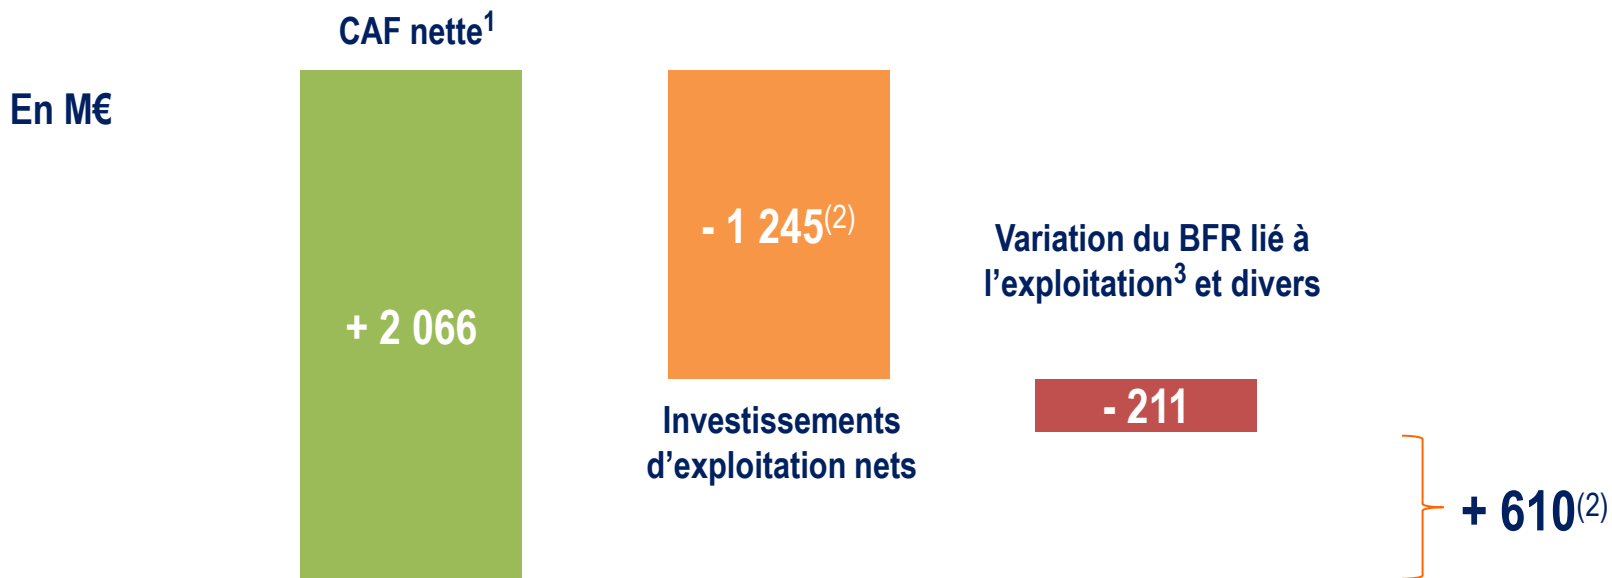 CAF nette1
En M€
+ 2 066
- 1 245(2)
Investissements
d’exploitation nets
Variation du BFR lié à
l’exploitation3 et divers
- 211
+ 610(2)